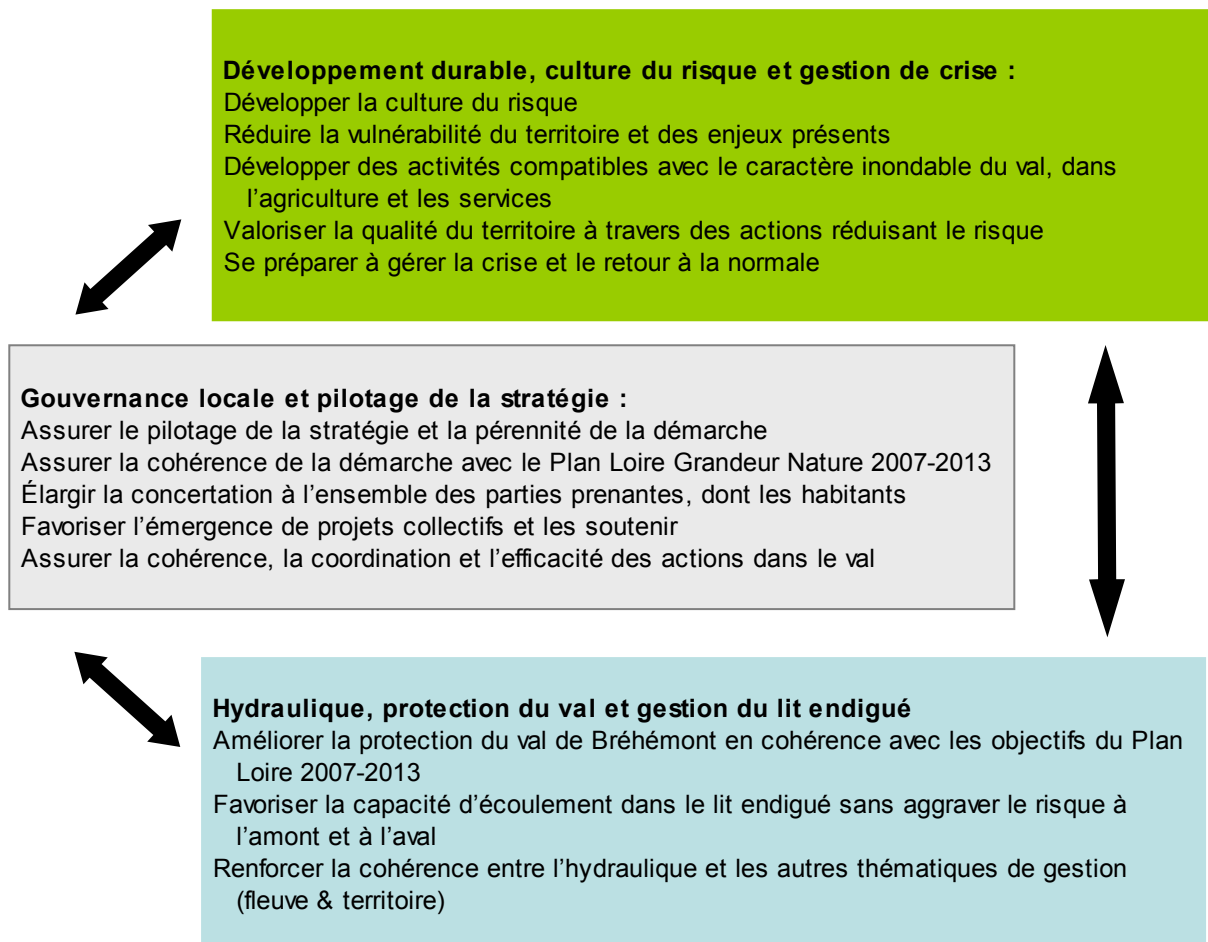 Développement durable, culture du risque et gestion de crise :
Développer la culture du risque
Réduire la vulnérabilité du territoire et des enjeux présents
Développer des activités compatibles avec le caractère inondable du val, dans
l’agriculture et les services
Valoriser la qualité du territoire à travers des actions réduisant le risque
Se préparer à gérer la crise et le retour à la normale
Gouvernance locale et pilotage de la stratégie :
Assurer le pilotage de la stratégie et la pérennité de la démarche
Assurer la cohérence de la démarche avec le Plan Loire Grandeur Nature 2007-2013
Élargir la concertation à l’ensemble des parties prenantes, dont les habitants
Favoriser l’émergence de projets collectifs et les soutenir
Assurer la cohérence, la coordination et l’efficacité des actions dans le val
Hydraulique, protection du val et gestion du lit endigué
Améliorer la protection du val de Bréhémont en cohérence avec les objectifs du Plan
Loire 2007-2013
Favoriser la capacité d’écoulement dans le lit endigué sans aggraver le risque à
l’amont et à l’aval
Renforcer la cohérence entre l’hydraulique et les autres thématiques de gestion
(fleuve & territoire)